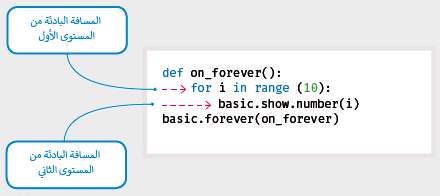 المسافة البادئة من
المستوى الأول
def on_forever():
for i in range (10):
basic.show.number(i)
basic.forever(on_forever)
المسافة البادئة من
المستوى الثاني